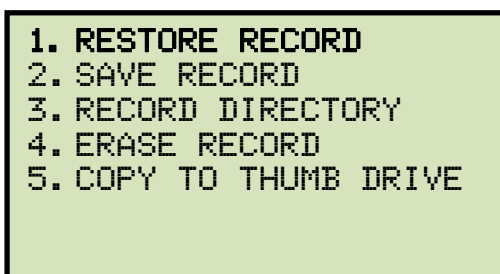 1. RESTORE RECORD
2. SAVE RECORD
3. RECORD DIRECTORY
4. ERASE RECORD
5. COPY TO THUMB DRIVE